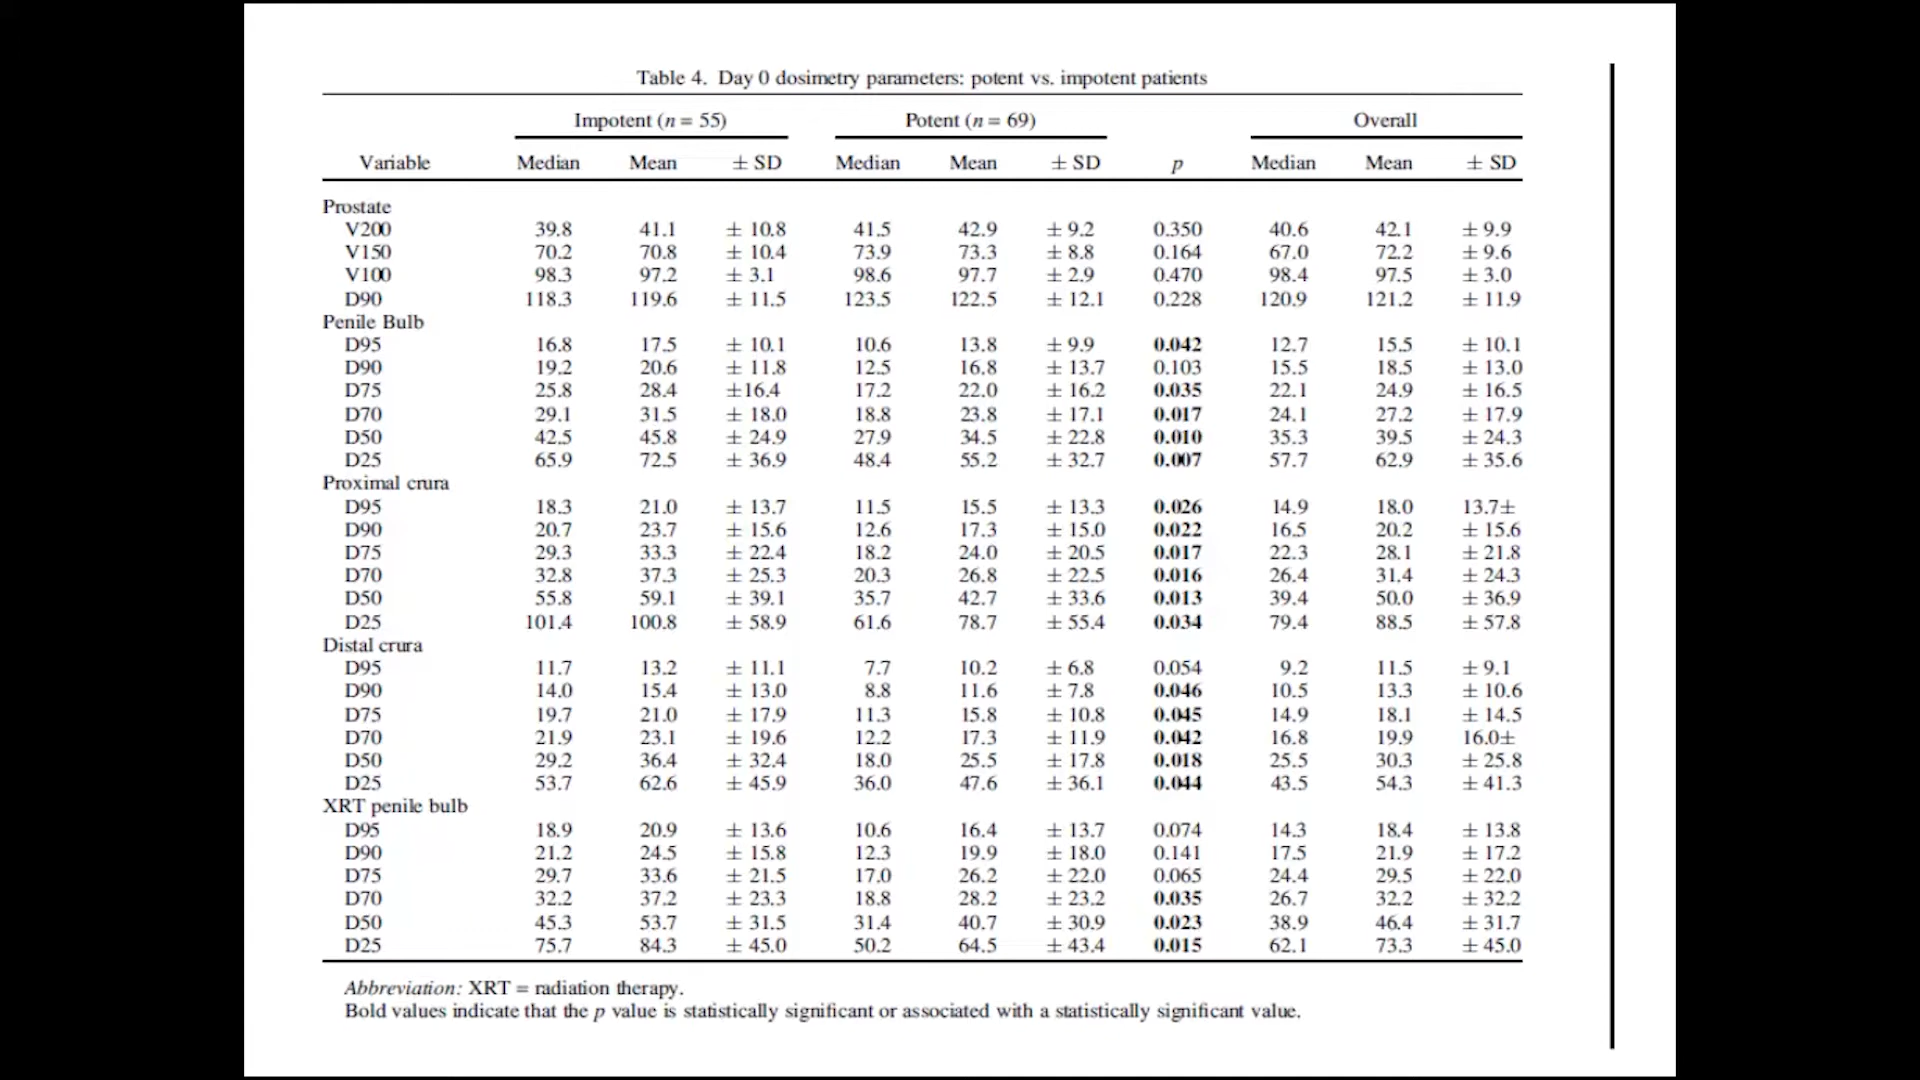 Table 4. Day 0 dosimetry parameters: potent vs. impotent patients
Impotent (n = 55) Potent (n = 69) Overall
Variable Median Mean ± SD Median Mean ± SD p Median Mean ± SD
Prostate
V200 39.8 41.1 ± 10.8 41.5 42.9 ± 9.2 0.350 40.6 42.1 ± 9.9
V150 70.2 70.8 ± 10.4 73.9 73.3 ± 8.8 0.164 67.0 72.2 ± 9.6
V100 98.3 97.2 ± 3.1 98.6 97.7 ± 2.9 0.470 98.4 97.5 ± 3.0
D90 118.3 119.6 ± 11.5 123.5 122.5 ± 12.1 0.228 120.9 121.2 ± 11.9
Penile Bulb
D95 16.8 17.5 ± 10.1 10.6 13.8 ± 9.9 0.042 12.7 15.5 ± 10.1
D90 19.2 20.6 ± 11.8 12.5 16.8 ± 13.7 0.103 15.5 18.5 ± 13.0
D75 25.8 28.4 ±16.4 17.2 22.0 ± 16.2 0.035 22.1 24.9 ± 16.5
D70 29.1 31.5 ± 18.0 18.8 23.8 ± 17.1 0.017 24.1 27.2 ± 17.9
D50 42.5 45.8 ± 24.9 27.9 34.5 ± 22.8 0.010 35.3 39.5 ± 24.3
D25 65.9 72.5 ± 36.9 48.4 55.2 ± 32.7 0.007 57.7 62.9 ± 35.6
Proximal crura
D95 18.3 21.0 ± 13.7 11.5 15.5 ± 13.3 0.026 14.9 18.0 13.7±
D90 20.7 23.7 ± 15.6 12.6 17.3 ± 15.0 0.022 16.5 20.2 ± 15.6
D75 29.3 33.3 ± 22.4 18.2 24.0 ± 20.5 0.017 22.3 28.1 ± 21.8
D70 32.8 37.3 ± 25.3 20.3 26.8 ± 22.5 0.016 26.4 31.4 ± 24.3
D50 55.8 59.1 ± 39.1 35.7 42.7 ± 33.6 0.013 39.4 50.0 ± 36.9
D25 101.4 100.8 ± 58.9 61.6 78.7 ± 55.4 0.034 79.4 88.5 ± 57.8
Distal crura
D95 11.7 13.2 ± 11.1 7.7 10.2 ± 6.8 0.054 9.2 11.5 ± 9.1
D90 14.0 15.4 ± 13.0 8.8 11.6 ± 7.8 0.046 10.5 13.3 ± 10.6
D75 19.7 21.0 ± 17.9 11.3 15.8 ± 10.8 0.045 14.9 18.1 ± 14.5
D70 21.9 23.1 ± 19.6 12.2 17.3 ± 11.9 0.042 16.8 19.9 16.0±
D50 29.2 36.4 ± 32.4 18.0 25.5 ± 17.8 0.018 25.5 30.3 ± 25.8
D25 53.7 62.6 ± 45.9 36.0 47.6 ± 36.1 0.044 43.5 54.3 ± 41.3
XRT penile bulb
D95 18.9 20.9 ± 13.6 10.6 16.4 ± 13.7 0.074 14.3 18.4 ± 13.8
D90 21.2 24.5 ± 15.8 12.3 19.9 ± 18.0 0.141 17.5 21.9 ± 17.2
D75 29.7 33.6 ± 21.5 17.0 26.2 ± 22.0 0.065 24.4 29.5 ± 22.0
D70 32.2 37.2 ± 23.3 18.8 28.2 ± 23.2 0.035 26.7 32.2 ± 32.2
D50 45.3 53.7 ± 31.5 31.4 40.7 ± 30.9 0.023 38.9 46.4 ± 31.7
D25 75.7 84.3 ± 45.0 50.2 64.5 ± 43.4 0.015 62.1 73.3 ± 45.0
Abbreviation: XRT = radiation therapy.
Bold values indicate that the p value is statistically significant or associated with a statistically significant value.